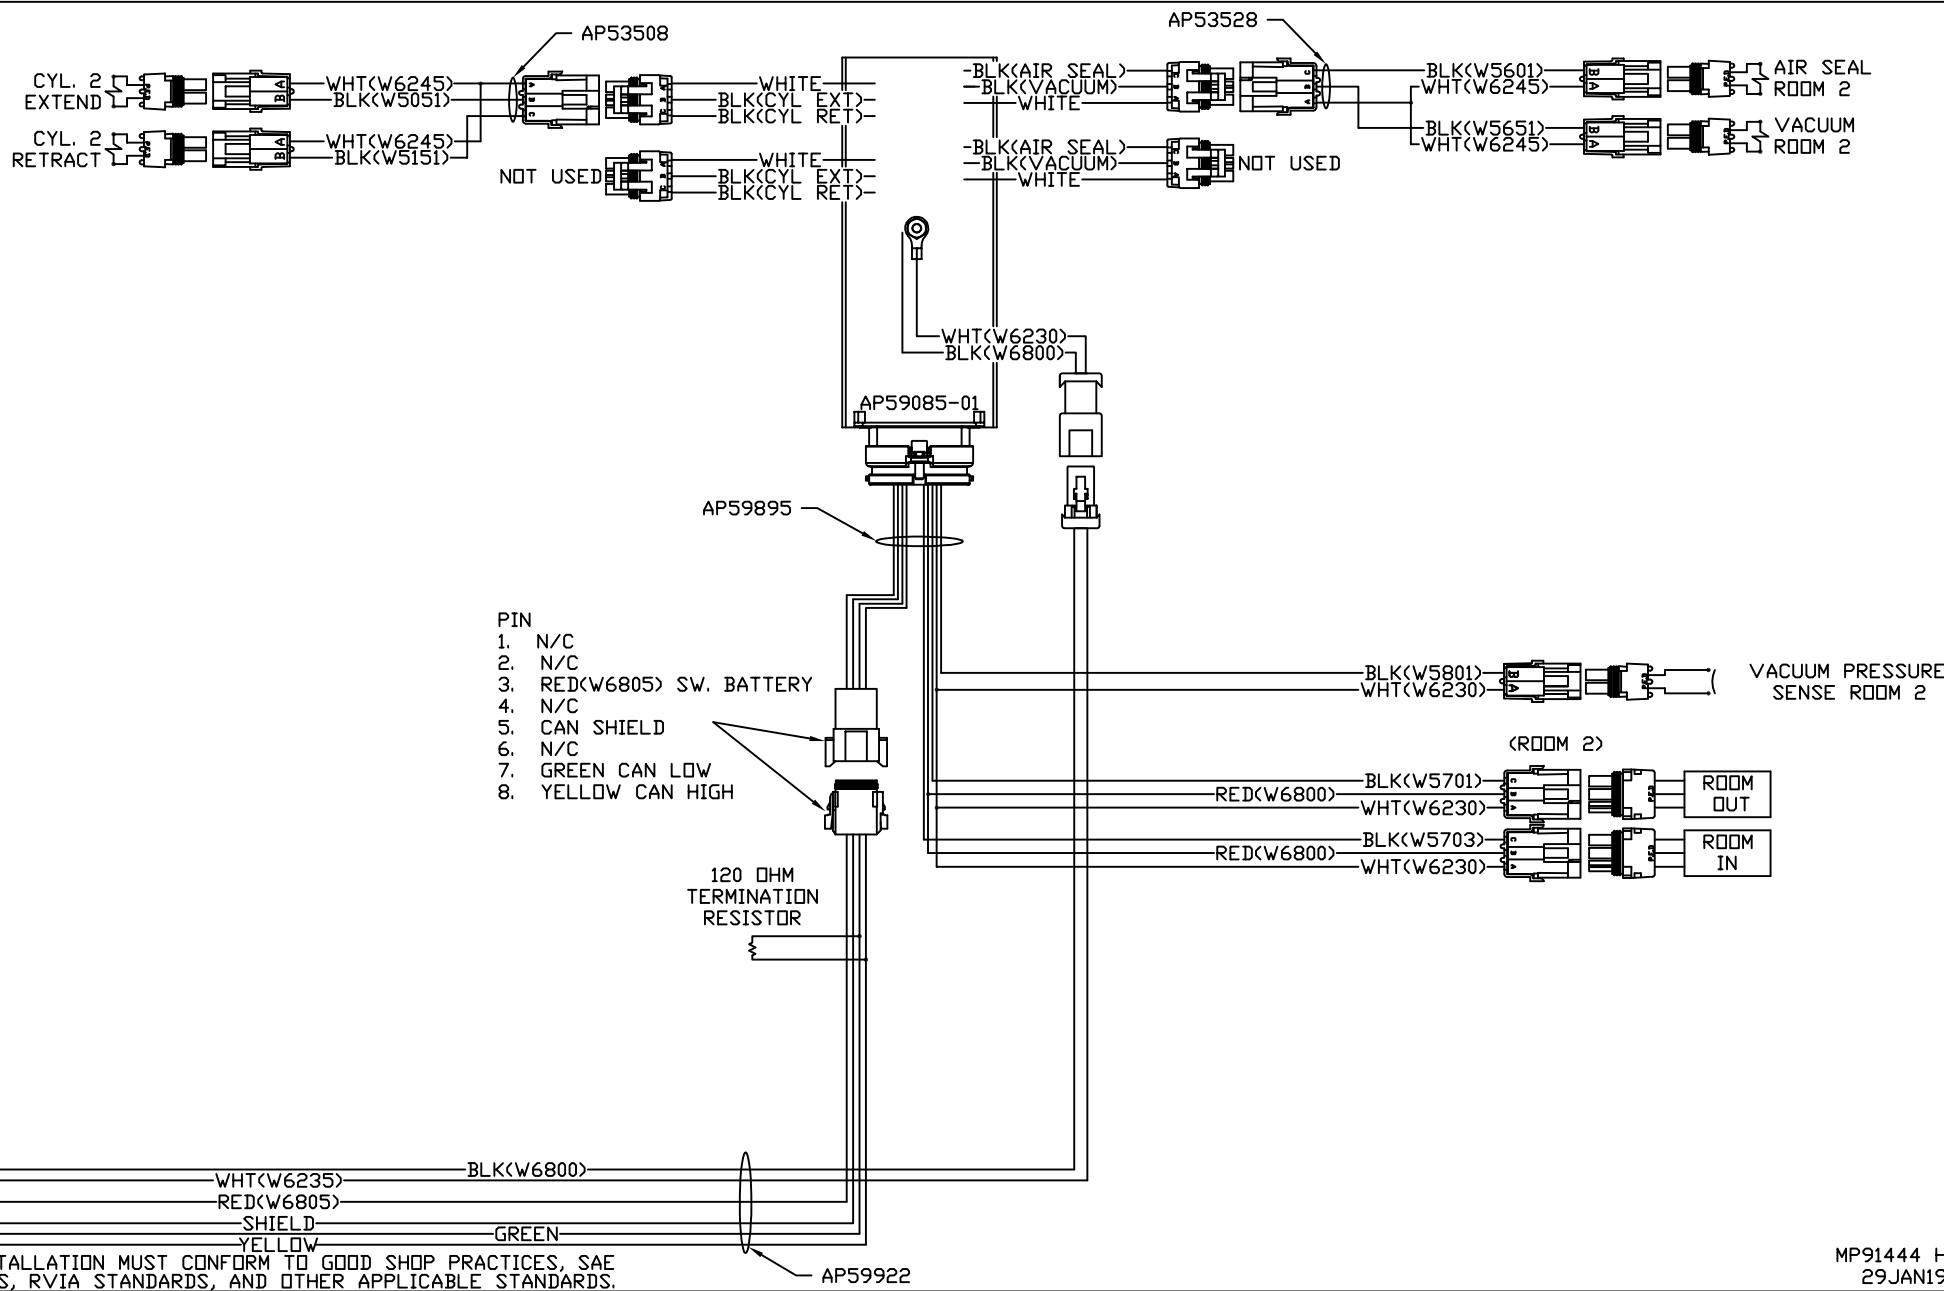 AP53508
AP53528
CYL. 2
EXTEND
WHT(W6245)
BLK(W5051)
A
B
A
B
C
WHITE
BLK(CYL EXT)
BLK(CYL RET)
CYL. 2
RETRACT
WHT(W6245)
BLK(W5151)
A
B
NOT USED
WHITE
BLK(CYL EXT)
BLK(CYL RET)
BLK(AIR SEAL)
BLK(VACUUM)
WHITE
BLK(AIR SEAL)
BLK(VACUUM)
WHITE
NOT USED
C
B
A
BLK(W5601)
WHT(W6245)
B
A
AIR SEAL
ROOM 2
BLK(W5651)
WHT(W6245)
B
A
VACUUM
ROOM 2
WHT(W6230)
BLK(W6800)
AP59085-01
AP59895
PIN
1. N/C
2. N/C
3. RED(W6805) SW. BATTERY
4. N/C
5. CAN SHIELD
6. N/C
7. GREEN CAN LOW
8. YELLOW CAN HIGH
BLK(W5801)
WHT(W6230)
B
A
VACUUM PRESSURE
SENSE ROOM 2
(ROOM 2)
BLK(W5701)
RED(W6800)
WHT(W6230)
C
B
A
ROOM
OUT
BLK(W5703)
RED(W6800)
WHT(W6230)
C
B
A
ROOM
IN
120 OHM
TERMINATION
RESISTOR
BLK(W6800)
WHT(W6235)
RED(W6805)
SHIELD
GREEN
YELLOW
TALLATION MUST CONFORM TO GOOD SHOP PRACTICES, SAE
S, RVIA STANDARDS, AND OTHER APPLICABLE STANDARDS.
AP59922
MP91444 H
29JAN19